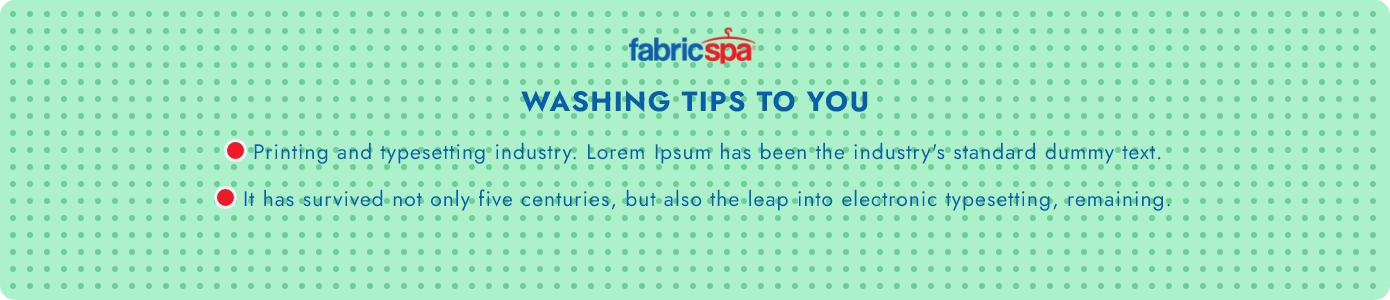 fabricspa
WASHING TIPS TO YOU
Printing and typesetting industry. Lorem Ipsum has been the industry's standard dummy text.
It has survived not only five centuries, but also the leap into electronic typesetting, remaining.